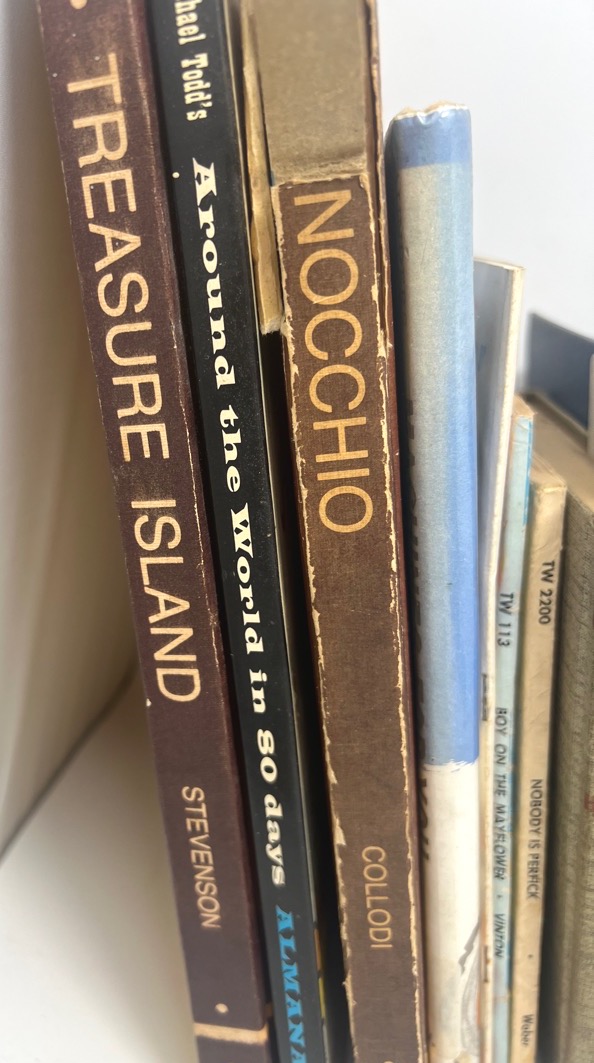 TREASURE ISLAND STEVENSON
hael Todd's Around the World in 80 days ALMANA
NOCCHIO COLLODI
TW 113 BOY ON THE MAYFLOWER • VINTON
TW 2200 NOBODY IS PERFICK • Waber